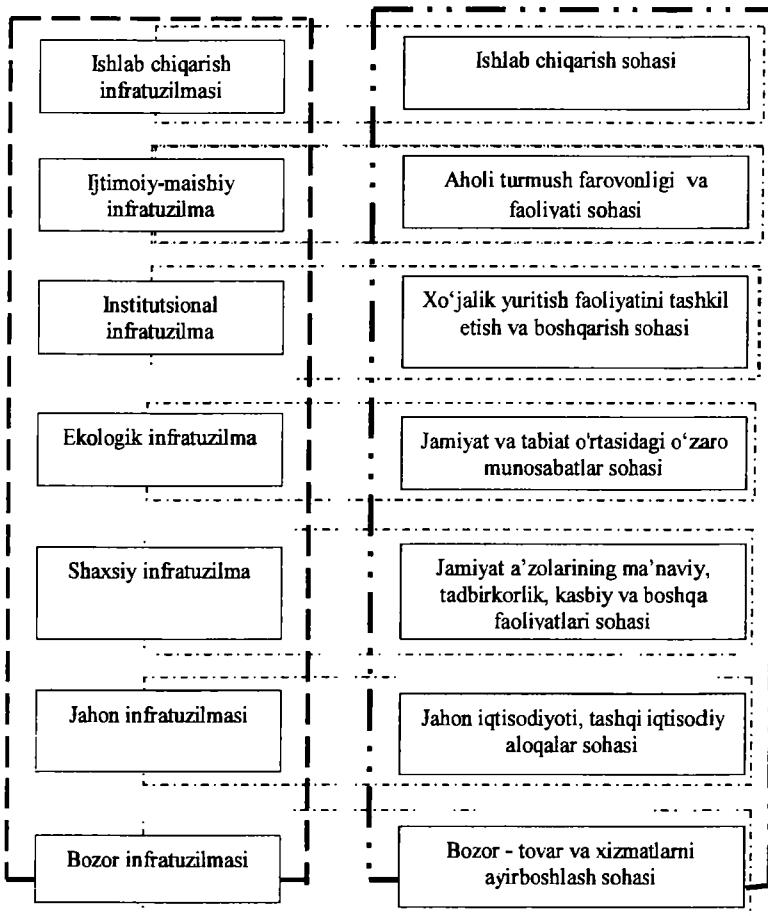 Ishlab chiqarish
infratuzilmasi
Ishlab chiqarish sohasi
Ijtimoiy-maishiy
infratuzilma
Aholi turmush farovonligi va
faoliyati sohasi
Institutsional
infratuzilma
Xo‘jalik yuritish faoliyatini tashkil
etish va boshqarish sohasi
Ekologik infratuzilma
Jamiyat va tabiat o'rtasidagi o‘zaro
munosabatlar sohasi
Shaxsiy infratuzilma
Jamiyat a’zolarining ma’naviy,
tadbirkorlik, kasbiy va boshqa
faoliyatlari sohasi
Jahon infratuzilmasi
Jahon iqtisodiyoti, tashqi iqtisodiy
aloqalar sohasi
Bozor infratuzilmasi
Bozor - tovar va xizmatlarni
ayirboshlash sohasi